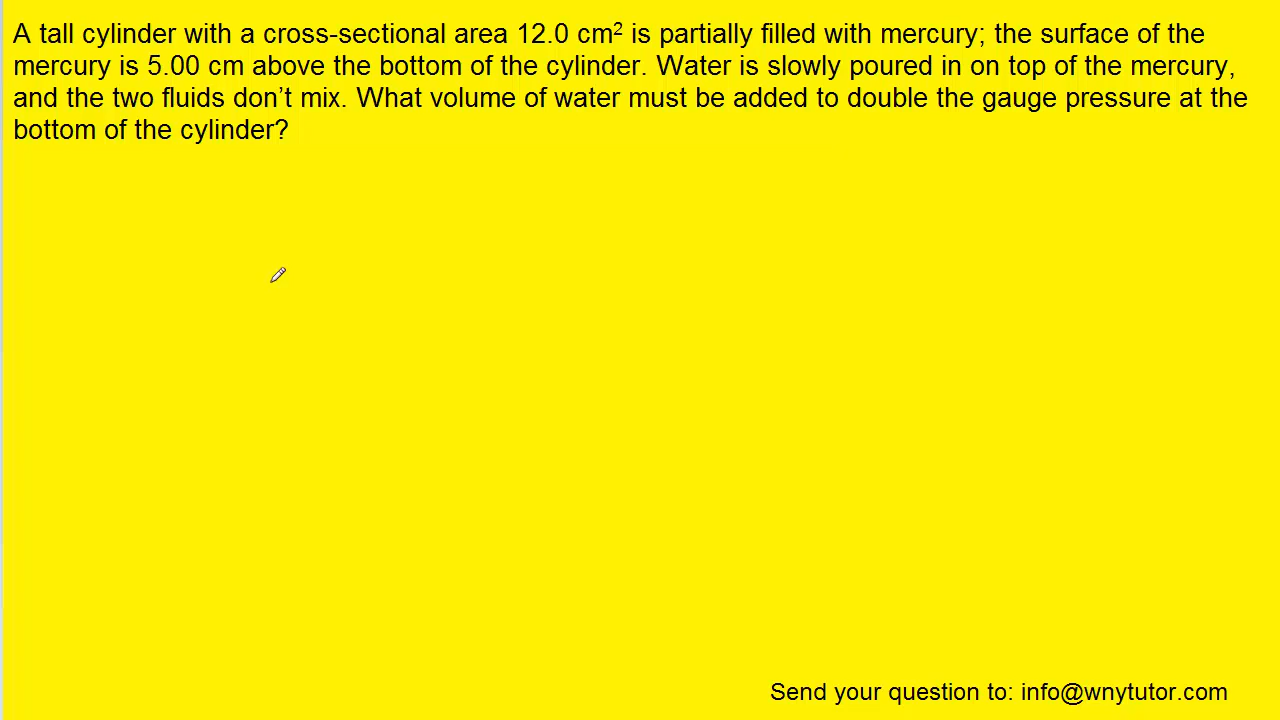 A tall cylinder with a cross-sectional area 12.0 cm² is partially filled with mercury; the surface of the
mercury is 5.00 cm above the bottom of the cylinder. Water is slowly poured in on top of the mercury,
and the two fluids don’t mix. What volume of water must be added to double the gauge pressure at the
bottom of the cylinder?
Send your question to: info@wnytutor.com